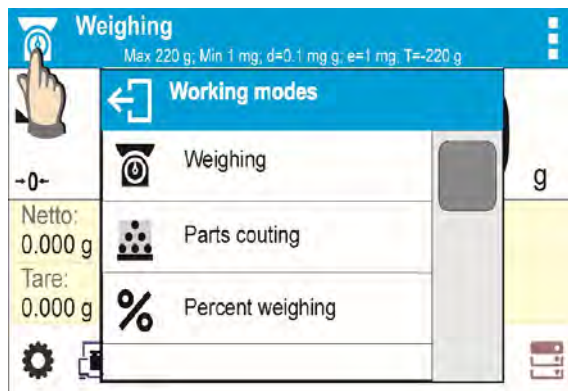 Weighing
Max 220 g; Min 1 mg; d=0.1 mg g; e=1 mg; T=-220 g
Working modes
Weighing
→0←
g
Netto:
0.000 g
Parts couting
Tare:
0.000 g
Percent weighing